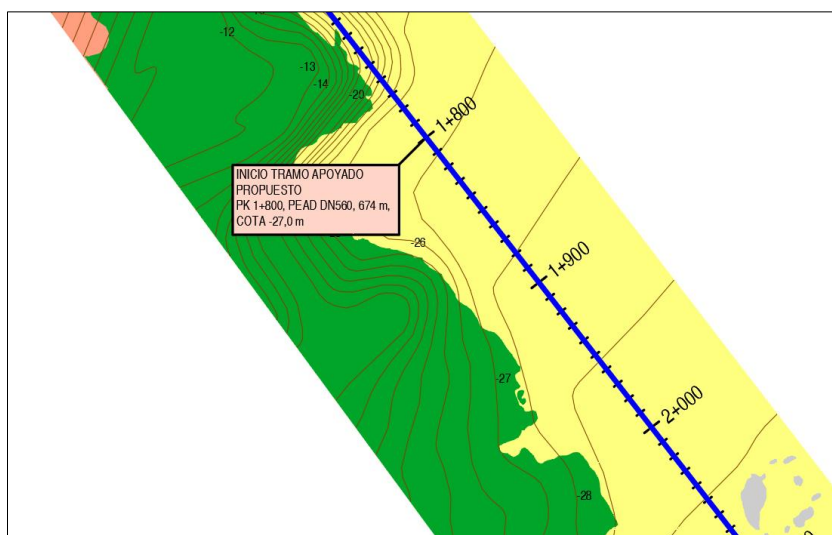 -12
-13
-14
-20
1+800
INICIO TRAMO APOYADO
PROPUESTO
PK 1+800, PEAD DN560, 674 m,
COTA -27,0 m
-26
1+900
-27
2+000
-28